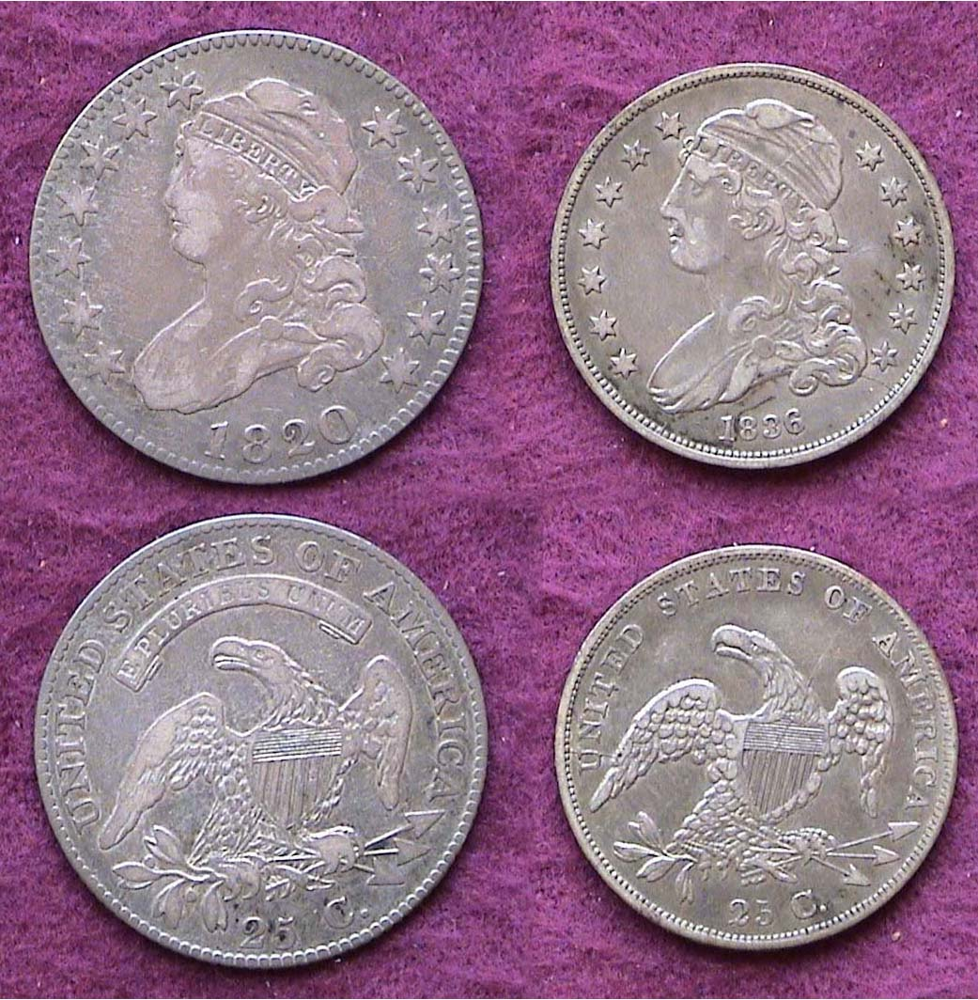 LIBERTY
1820
LIBERTY
1836
UNITED STATES OF AMERICA
E PLURIBUS UNUM
25 C.
UNITED STATES OF AMERICA
25 C.